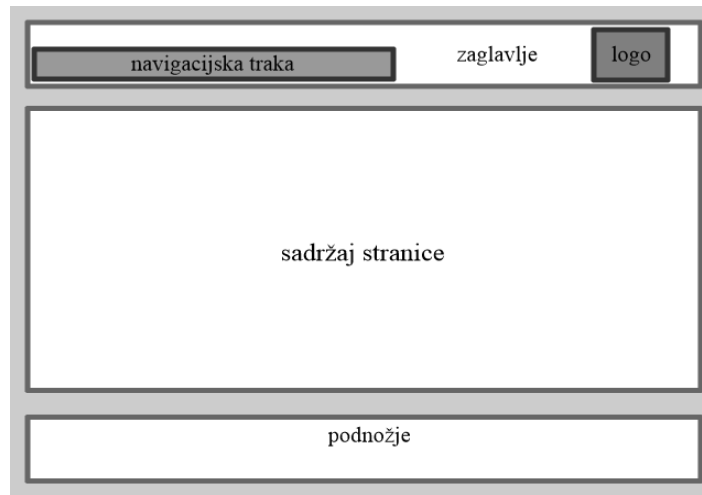 navigacijska traka
zaglavlje
logo
sadržaj stranice
podnožje